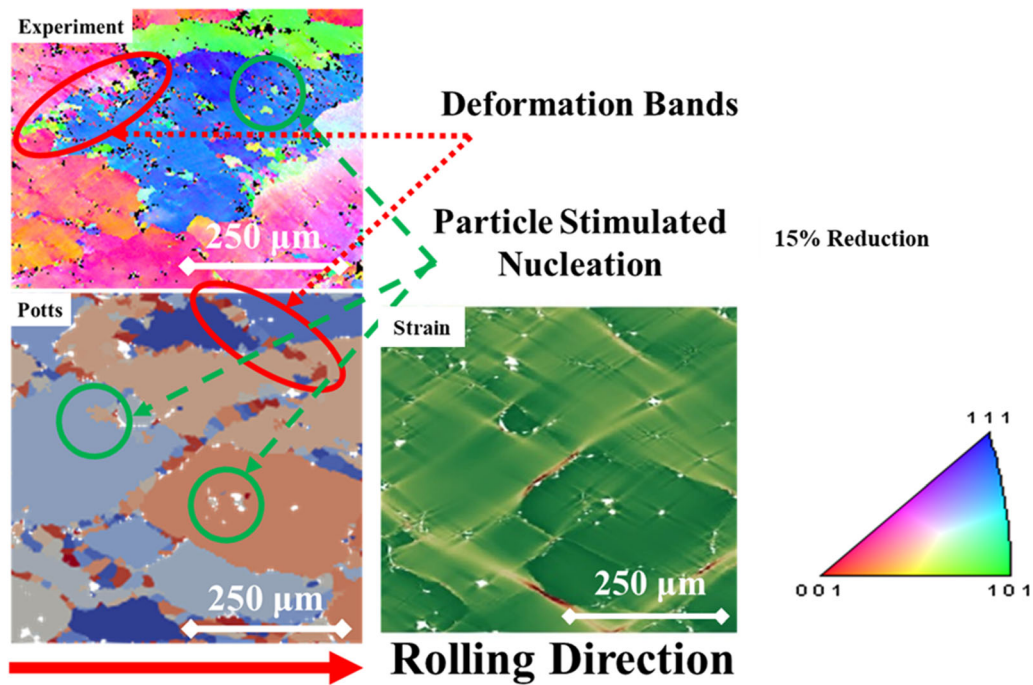 Experiment
Deformation Bands
Particle Stimulated
Nucleation
15% Reduction
250 µm
Potts
Strain
250 µm
250 µm
1 1 1
0 0 1
1 0 1
Rolling Direction